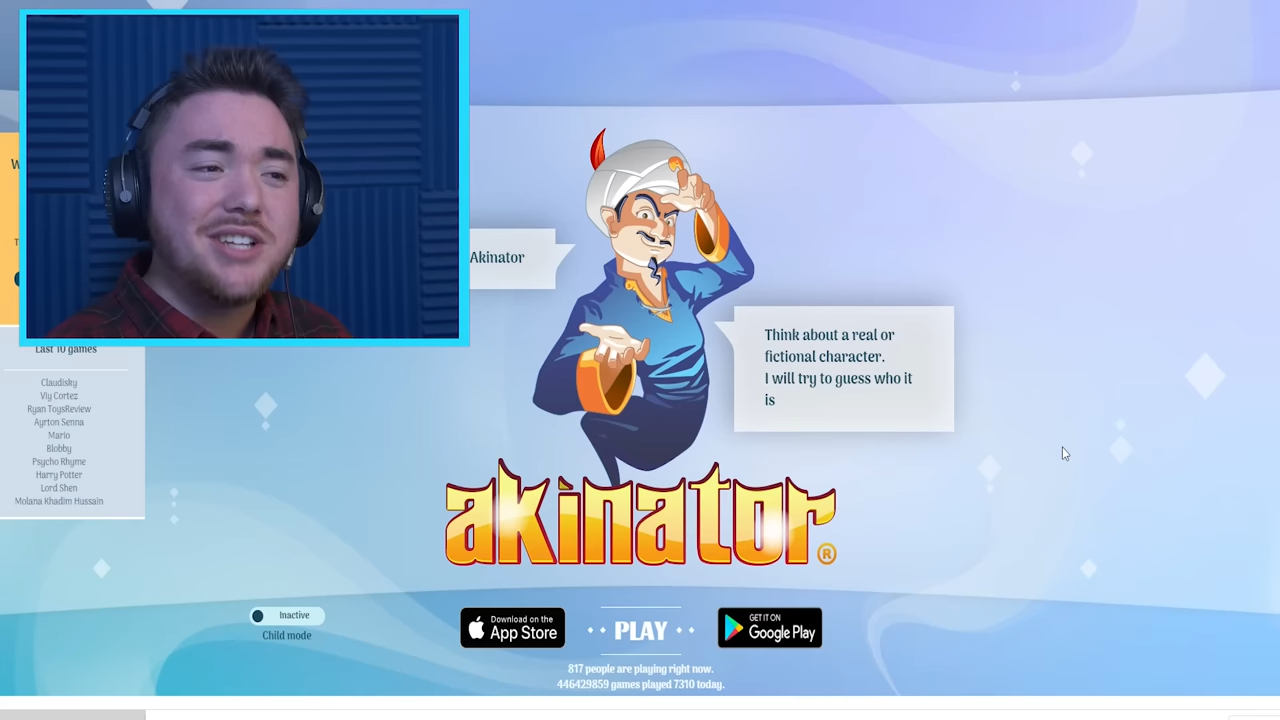 W
T
Akinator
Think about a real or
fictional character.
I will try to guess who it
is
Last 10 games
Claudisky
Viy Cortez
Ryan ToysReview
Ayrton Senna
Mario
Blobby
Psycho Rhyme
Harry Potter
Lord Shen
Molana Khadim Hussain
akinator®
Inactive
Child mode
Download on the
App Store
PLAY
GET IT ON
Google Play
817 people are playing right now.
446429859 games played 7310 today.